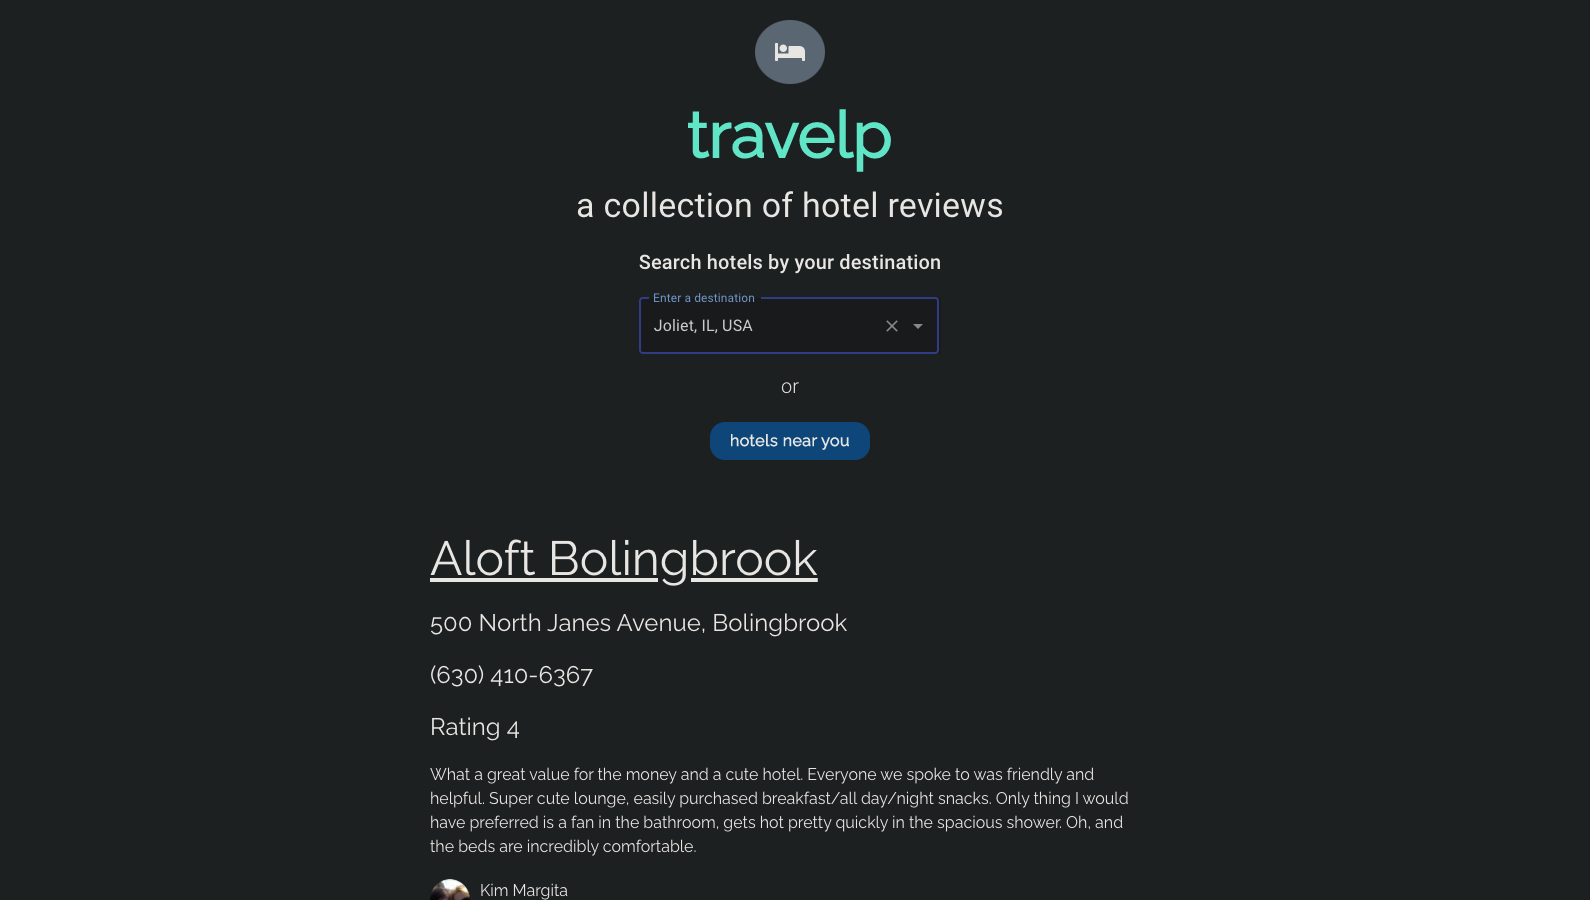 travelp
a collection of hotel reviews
Search hotels by your destination
Enter a destination
Joliet, IL, USA
or
hotels near you
Aloft Bolingbrook
500 North Janes Avenue, Bolingbrook
(630) 410-6367
Rating 4
What a great value for the money and a cute hotel. Everyone we spoke to was friendly and
helpful. Super cute lounge, easily purchased breakfast/all day/night snacks. Only thing I would
have preferred is a fan in the bathroom, gets hot pretty quickly in the spacious shower. Oh, and
the beds are incredibly comfortable.
Kim Margita